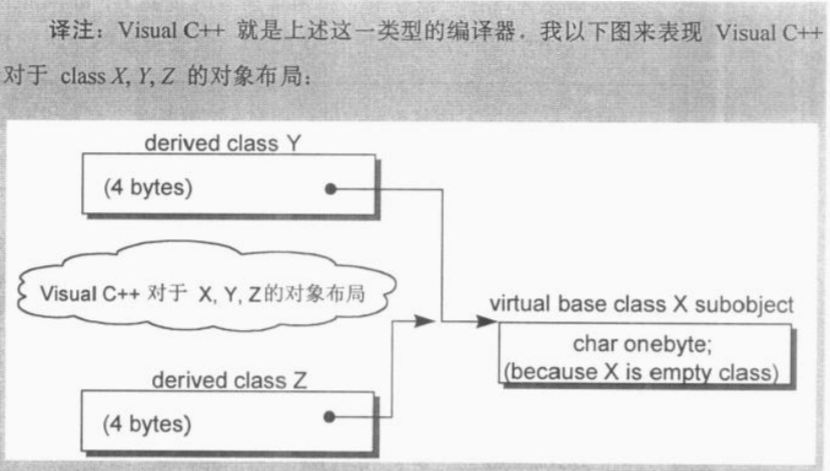 译注：Visual C++ 就是上述这一类型的编译器．我以下图来表现 Visual C++
对于 class X, Y, Z 的对象布局：
derived class Y
(4 bytes)
Visual C++ 对于 X, Y, Z的对象布局
virtual base class X subobject
char onebyte;
(because X is empty class)
derived class Z
(4 bytes)